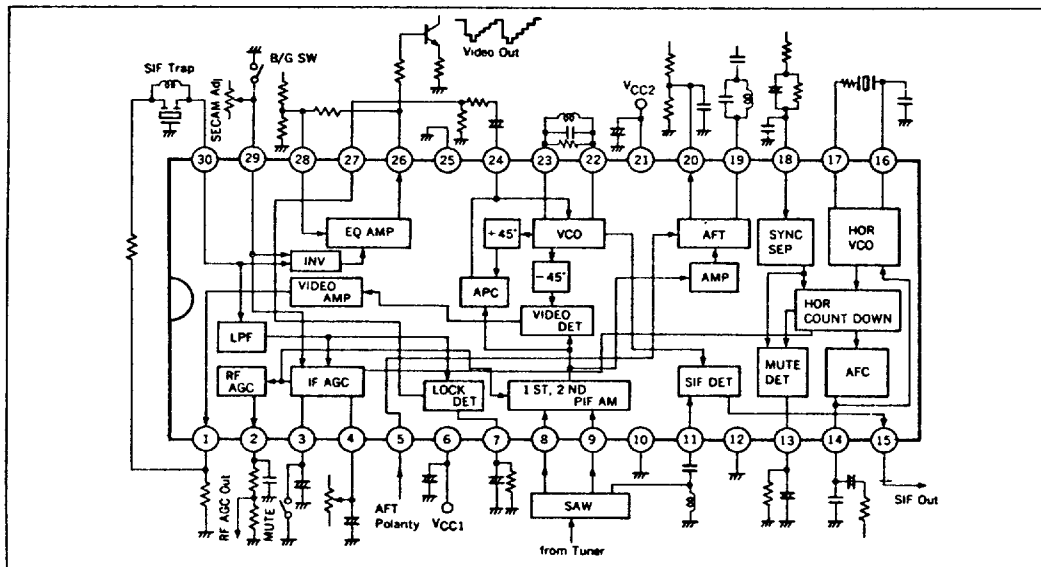 SIF Trap
SECAM Adj
B/G SW
Video Out
VCC2
30 29 28 27 26 25 24 23 22 21 20 19 18 17 16
EQ AMP
INV
VIDEO AMP
LPF
RF AGC
IF AGC
LOCK DET
+45°
VCO
-45°
APC
VIDEO DET
1 ST, 2 ND PIF AM
AFT
AMP
SIF DET
SYNC SEP
HOR VCO
HOR COUNT DOWN
MUTE DET
AFC
1 2 3 4 5 6 7 8 9 10 11 12 13 14 15
RF AGC Out
MUTE
AFT Polanty
VCC1
SAW
from Tuner
SIF Out